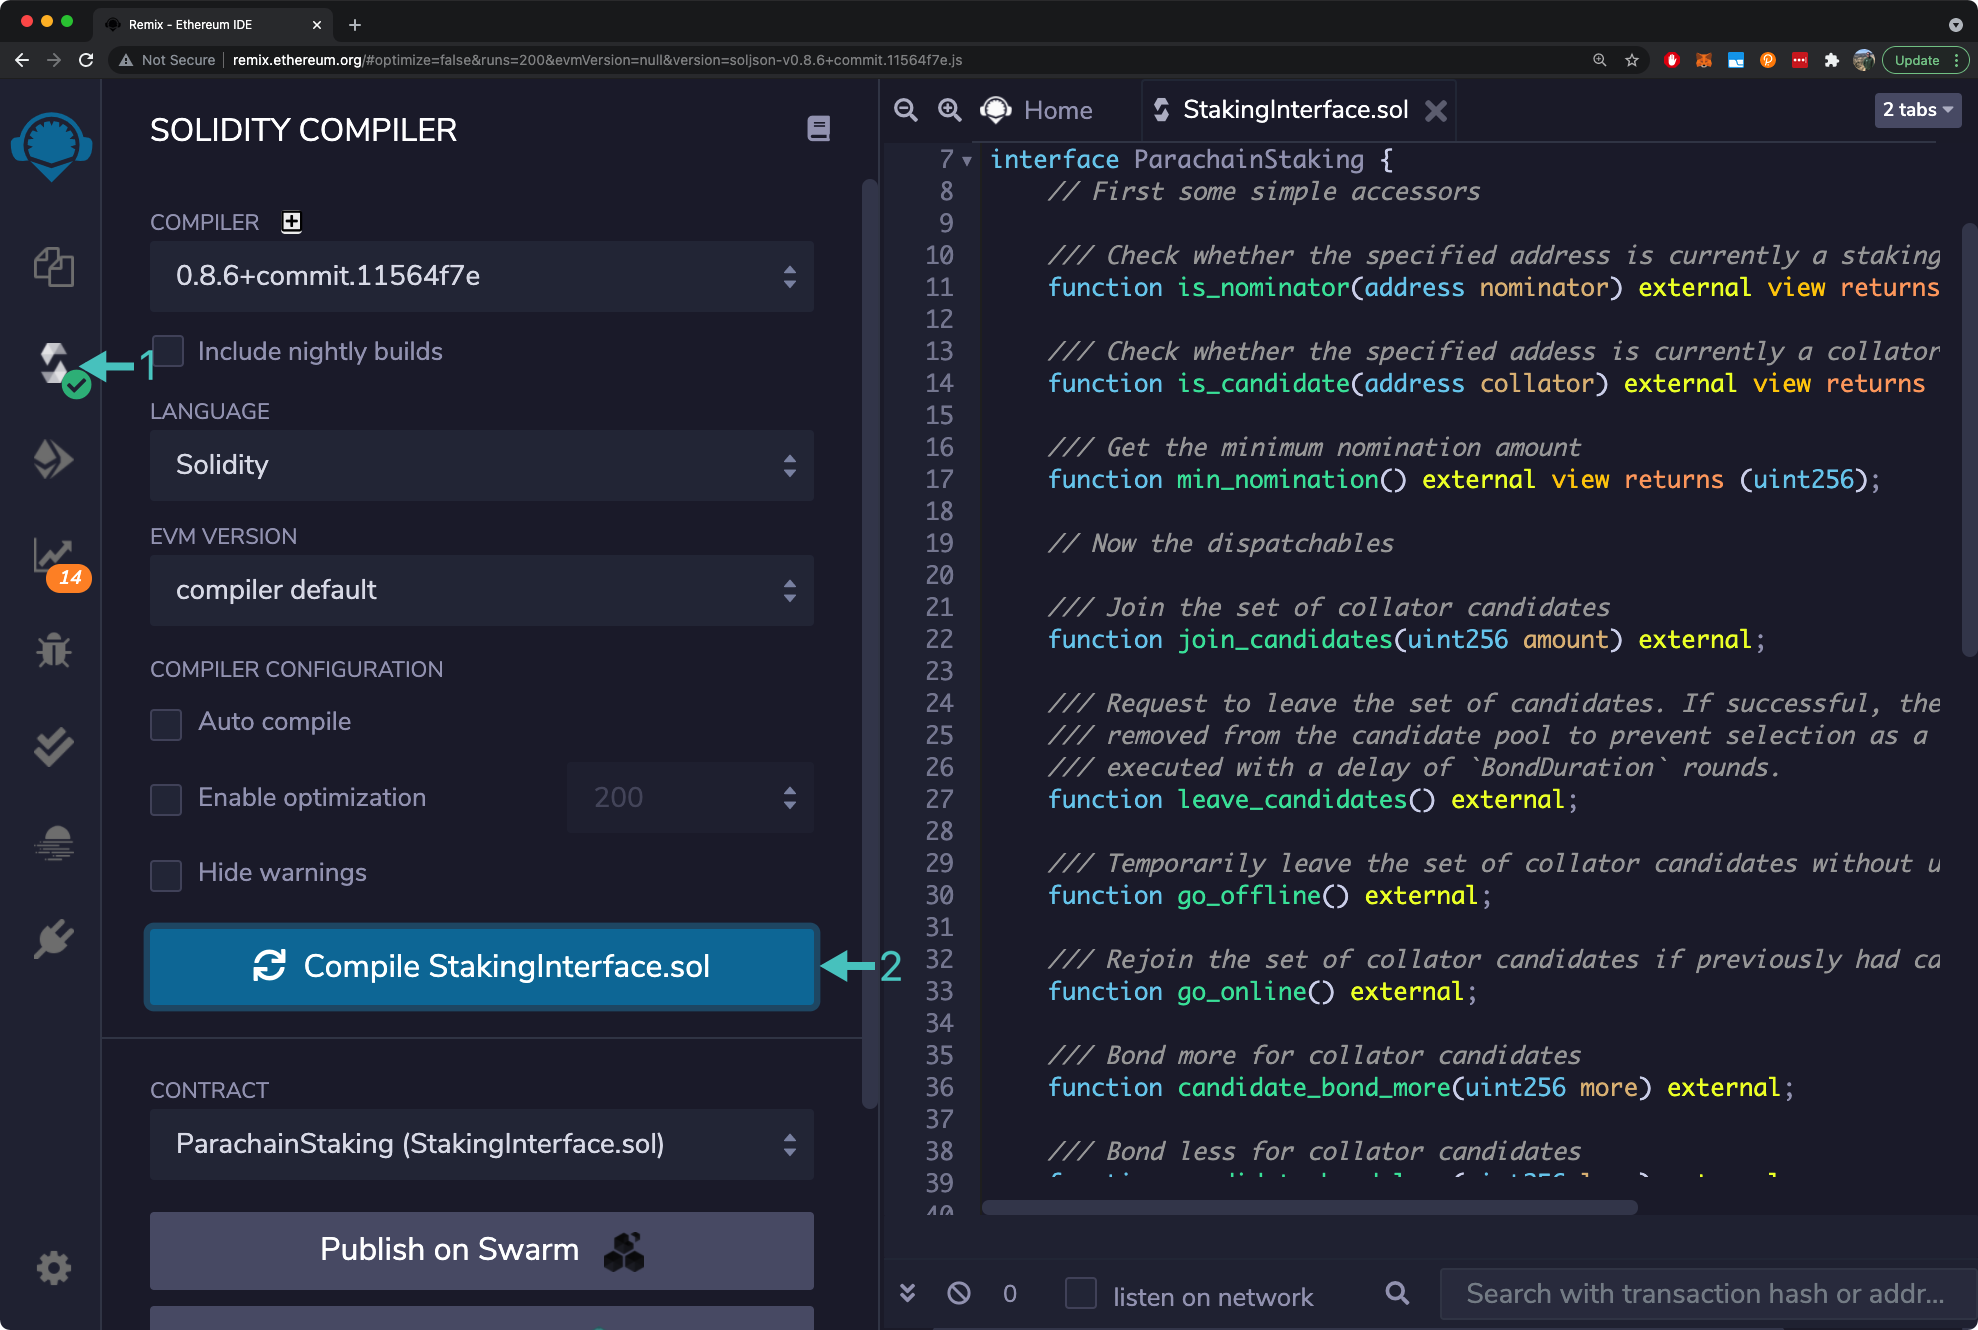 Remix - Ethereum IDE
Not Secure | remix.ethereum.org/#optimize=false&runs=200&evmVersion=null&version=soljson-v0.8.6+commit.11564f7e.js
Update
SOLIDITY COMPILER
COMPILER
0.8.6+commit.11564f7e
1
Include nightly builds
LANGUAGE
Solidity
EVM VERSION
compiler default
14
COMPILER CONFIGURATION
Auto compile
Enable optimization
200
Hide warnings
Compile StakingInterface.sol
2
CONTRACT
ParachainStaking (StakingInterface.sol)
Publish on Swarm
Home
StakingInterface.sol
2 tabs
7 interface ParachainStaking {
8 // First some simple accessors
9
10 /// Check whether the specified address is currently a staking
11 function is_nominator(address nominator) external view returns
12
13 /// Check whether the specified addess is currently a collator
14 function is_candidate(address collator) external view returns
15
16 /// Get the minimum nomination amount
17 function min_nomination() external view returns (uint256);
18
19 // Now the dispatchables
20
21 /// Join the set of collator candidates
22 function join_candidates(uint256 amount) external;
23
24 /// Request to leave the set of candidates. If successful, the
25 /// removed from the candidate pool to prevent selection as a
26 /// executed with a delay of `BondDuration` rounds.
27 function leave_candidates() external;
28
29 /// Temporarily leave the set of collator candidates without u
30 function go_offline() external;
31
32 /// Rejoin the set of collator candidates if previously had ca
33 function go_online() external;
34
35 /// Bond more for collator candidates
36 function candidate_bond_more(uint256 more) external;
37
38 /// Bond less for collator candidates
39
40
0
listen on network
Search with transaction hash or addr...